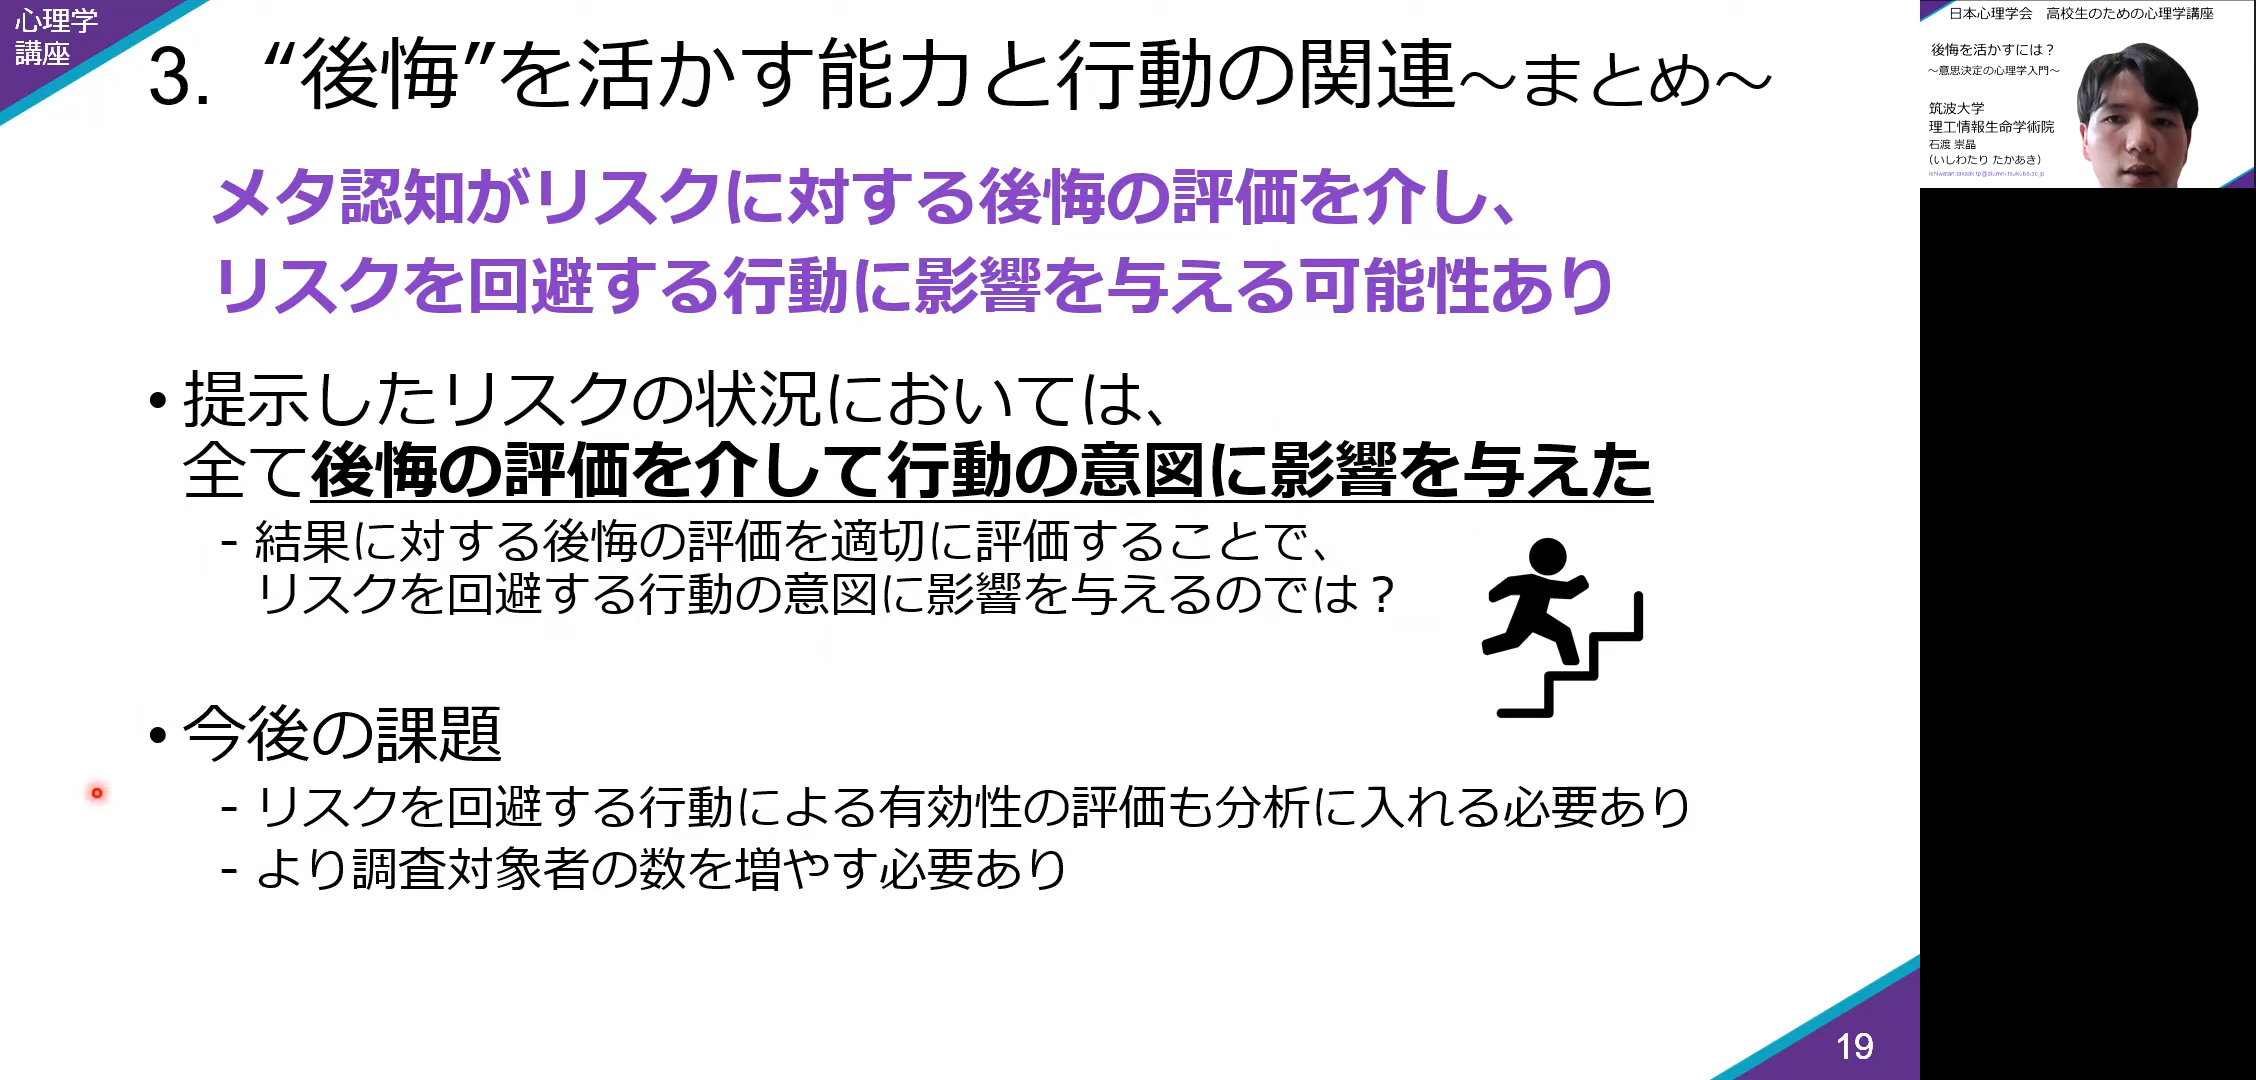 心理学
講座
3. “後悔”を活かす能力と行動の関連～まとめ～
メタ認知がリスクに対する後悔の評価を介し、
リスクを回避する行動に影響を与える可能性あり
• 提示したリスクの状況においては、
全て後悔の評価を介して行動の意図に影響を与えた
- 結果に対する後悔の評価を適切に評価することで、
リスクを回避する行動の意図に影響を与えるのでは？
• 今後の課題
- リスクを回避する行動による有効性の評価も分析に入れる必要あり
- より調査対象者の数を増やす必要あり
19
日本心理学会　高校生のための心理学講座
後悔を活かすには？
～意思決定の心理学入門～
筑波大学
理工情報生命学術院
石渡 崇晶
（いしわたり たかあき）